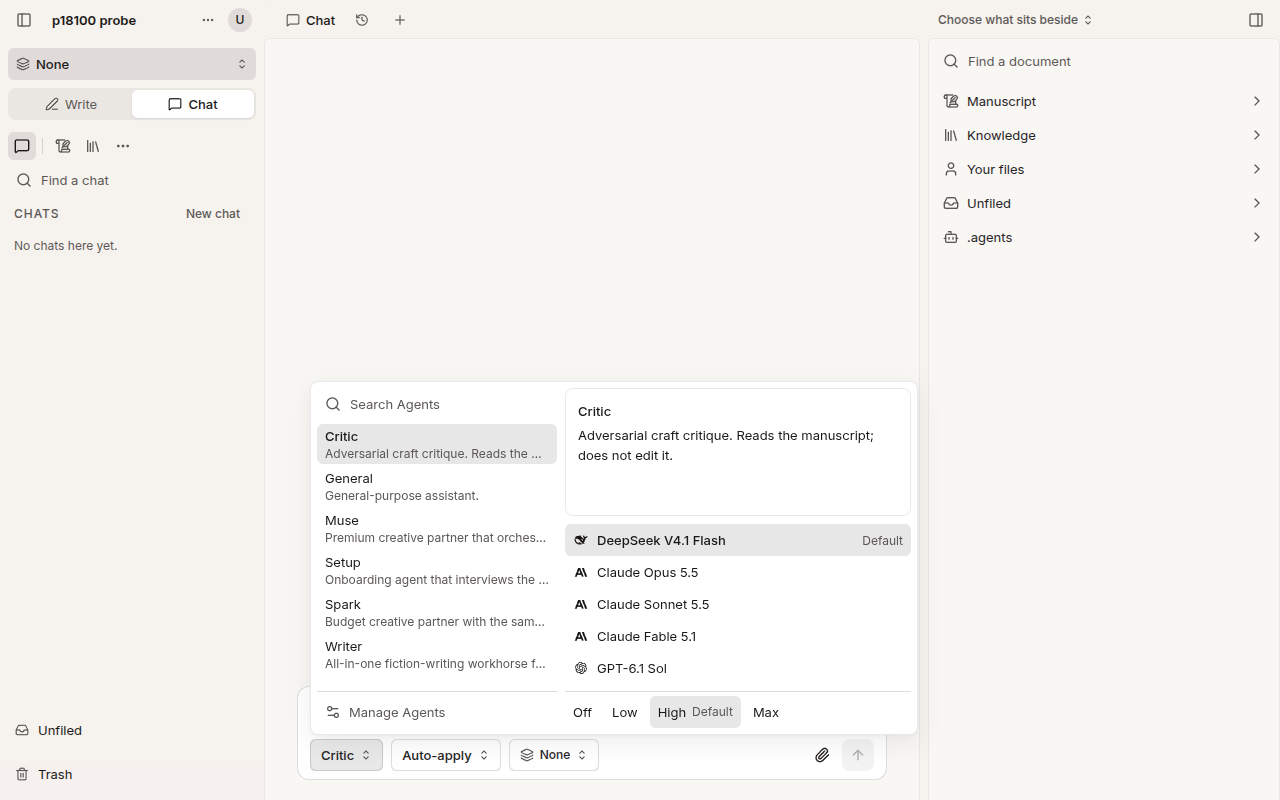 p18100 probe
U
None
Write
Chat
Find a chat
CHATS
New chat
No chats here yet.
Unfiled
Trash
Chat
Search Agents
Critic
Adversarial craft critique. Reads the ...
General
General-purpose assistant.
Muse
Premium creative partner that orches...
Setup
Onboarding agent that interviews the ...
Spark
Budget creative partner with the sam...
Writer
All-in-one fiction-writing workhorse f...
Manage Agents
Critic
Adversarial craft critique. Reads the manuscript;
does not edit it.
DeepSeek V4.1 Flash
Default
Claude Opus 5.5
Claude Sonnet 5.5
Claude Fable 5.1
GPT-6.1 Sol
Off
Low
High Default
Max
Critic
Auto-apply
None
Choose what sits beside
Find a document
Manuscript
Knowledge
Your files
Unfiled
.agents